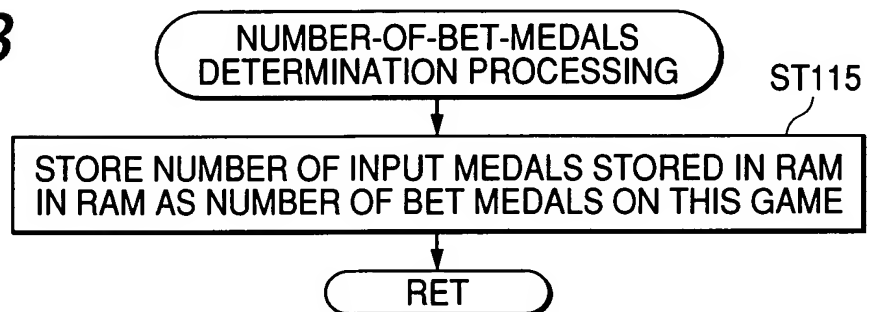 3
NUMBER-OF-BET-MEDALS
DETERMINATION PROCESSING
ST115
STORE NUMBER OF INPUT MEDALS STORED IN RAM
IN RAM AS NUMBER OF BET MEDALS ON THIS GAME
RET